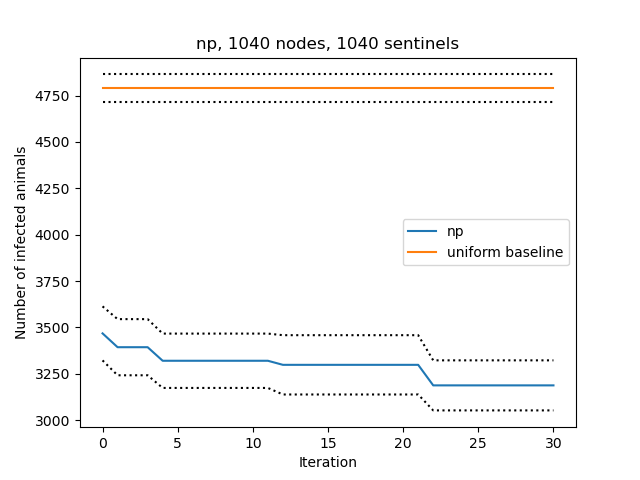 np, 1040 nodes, 1040 sentinels
Number of infected animals
4750
4500
4250
4000
3750
3500
3250
3000
np
uniform baseline
0 5 10 15 20 25 30
Iteration